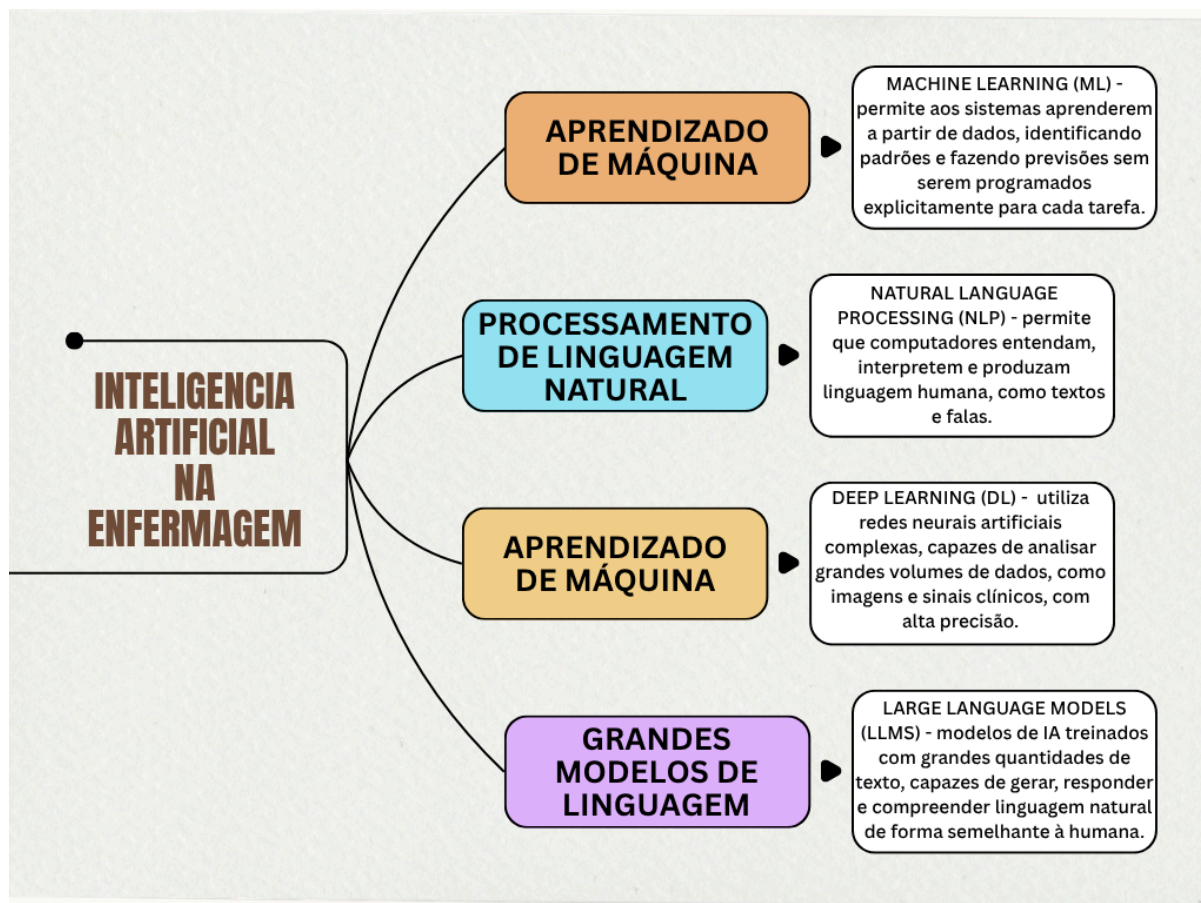 INTELIGENCIA
ARTIFICIAL
NA
ENFERMAGEM
APRENDIZADO
DE MÁQUINA
MACHINE LEARNING (ML) -
permite aos sistemas aprenderem
a partir de dados, identificando
padrões e fazendo previsões sem
serem programados
explicitamente para cada tarefa.
PROCESSAMENTO
DE LINGUAGEM
NATURAL
NATURAL LANGUAGE
PROCESSING (NLP) - permite
que computadores entendam,
interpretem e produzam
linguagem humana, como textos
e falas.
APRENDIZADO
DE MÁQUINA
DEEP LEARNING (DL) - utiliza
redes neurais artificiais
complexas, capazes de analisar
grandes volumes de dados, como
imagens e sinais clínicos, com
alta precisão.
GRANDES
MODELOS DE
LINGUAGEM
LARGE LANGUAGE MODELS
(LLMS) - modelos de IA treinados
com grandes quantidades de
texto, capazes de gerar, responder
e compreender linguagem natural
de forma semelhante à humana.